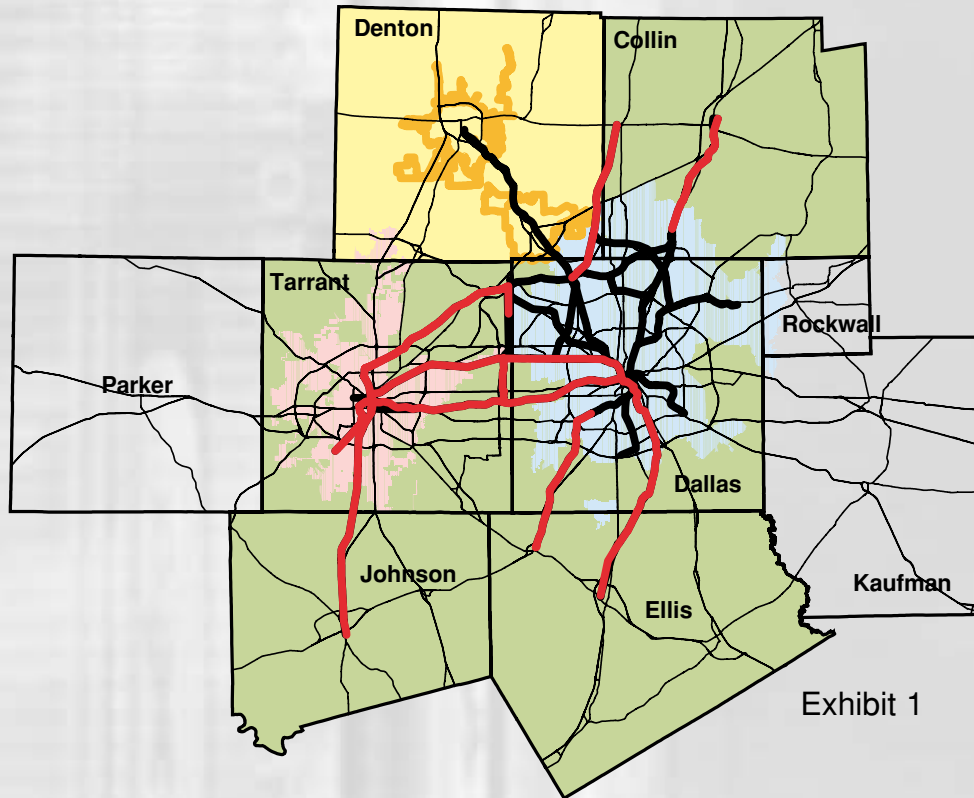 Denton
Collin
Tarrant
Rockwall
Parker
Dallas
Johnson
Kaufman
Ellis
Exhibit 1